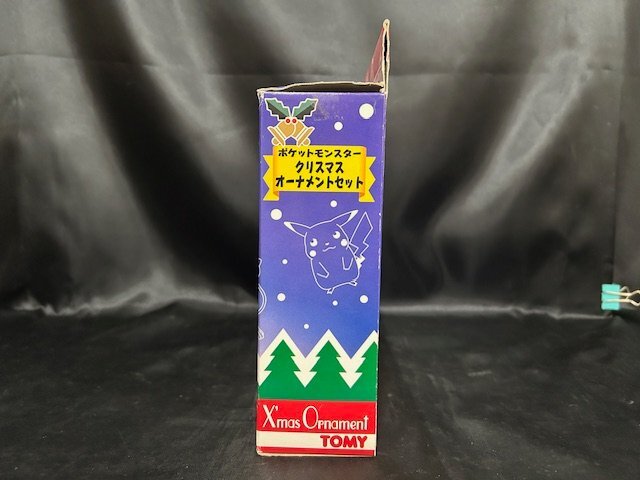 ポケットモンスター
クリスマス
オーナメントセット
X'mas Ornament
TOMY